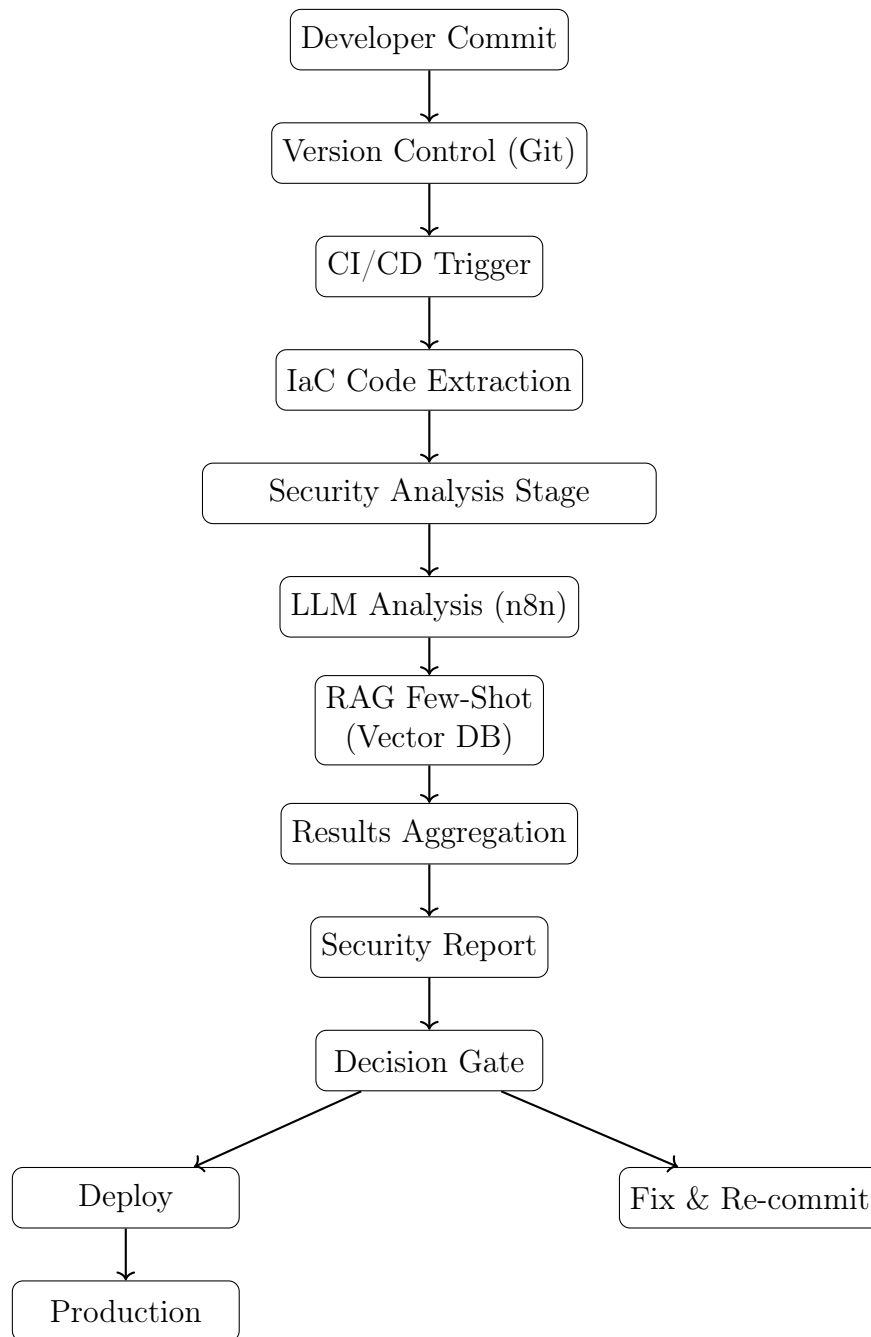 Developer Commit
Version Control (Git)
CI/CD Trigger
IaC Code Extraction
Security Analysis Stage
LLM Analysis (n8n)
RAG Few-Shot
(Vector DB)
Results Aggregation
Security Report
Decision Gate
Deploy
Fix & Re-commit
Production